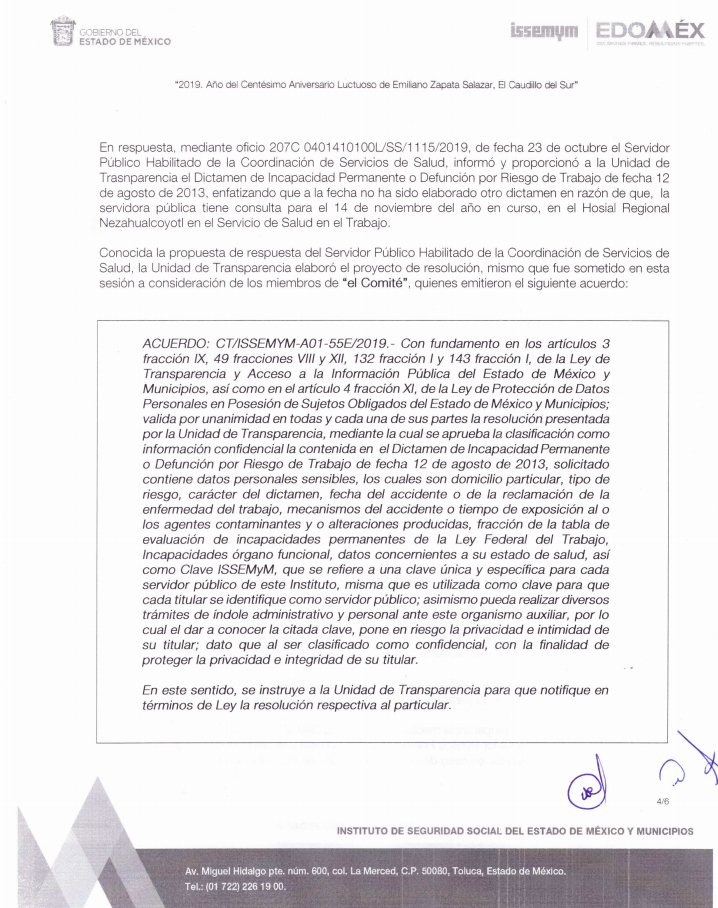 GOBIERNO DEL
ESTADO DE MÉXICO
issemym
EDOMÉX
"2019. Año del Centésimo Aniversario Luctuoso de Emiliano Zapata Salazar, El Caudillo del Sur"
En respuesta, mediante oficio 207C 0401410100L/SS/1115/2019, de fecha 23 de octubre el Servidor
Público Habilitado de la Coordinación de Servicios de Salud, informó y proporcionó a la Unidad de
Trasnparencia el Dictamen de Incapacidad Permanente o Defunción por Riesgo de Trabajo de fecha 12
de agosto de 2013, enfatizando que a la fecha no ha sido elaborado otro dictamen en razón de que, la
servidora pública tiene consulta para el 14 de noviembre del año en curso, en el Hosial Regional
Nezahualcoyotl en el Servicio de Salud en el Trabajo.
Conocida la propuesta de respuesta del Servidor Público Habilitado de la Coordinación de Servicios de
Salud, la Unidad de Transparencia elaboró el proyecto de resolución, mismo que fue sometido en esta
sesión a consideración de los miembros de "el Comité", quienes emitieron el siguiente acuerdo:
ACUERDO: CT/ISSEMYM-A01-55E/2019.- Con fundamento en los artículos 3
fracción IX, 49 fracciones VIII y XII, 132 fracción I y 143 fracción I, de la Ley de
Transparencia y Acceso a la Información Pública del Estado de México y
Municipios, así como en el artículo 4 fracción XI, de la Ley de Protección de Datos
Personales en Posesión de Sujetos Obligados del Estado de México y Municipios;
valida por unanimidad en todas y cada una de sus partes la resolución presentada
por la Unidad de Transparencia, mediante la cual se aprueba la clasificación como
información confidencial la contenida en el Dictamen de Incapacidad Permanente
o Defunción por Riesgo de Trabajo de fecha 12 de agosto de 2013, solicitado
contiene datos personales sensibles, los cuales son domicilio particular, tipo de
riesgo, carácter del dictamen, fecha del accidente o de la reclamación de la
enfermedad del trabajo, mecanismos del accidente o tiempo de exposición al o
los agentes contaminantes y o alteraciones producidas, fracción de la tabla de
evaluación de incapacidades permanentes de la Ley Federal del Trabajo,
Incapacidades órgano funcional, datos concernientes a su estado de salud, así
como Clave ISSEMyM, que se refiere a una clave única y específica para cada
servidor público de este Instituto, misma que es utilizada como clave para que
cada titular se identifique como servidor público; asimismo pueda realizar diversos
trámites de índole administrativo y personal ante este organismo auxiliar, por lo
cual el dar a conocer la citada clave, pone en riesgo la privacidad e intimidad de
su titular; dato que al ser clasificado como confidencial, con la finalidad de
proteger la privacidad e integridad de su titular.
En este sentido, se instruye a la Unidad de Transparencia para que notifique en
términos de Ley la resolución respectiva al particular.
4/6
INSTITUTO DE SEGURIDAD SOCIAL DEL ESTADO DE MÉXICO Y MUNICIPIOS
Av. Miguel Hidalgo pte. núm. 600, col. La Merced, C.P. 50080, Toluca, Estado de México.
Tel.: (01 722) 226 19 00.